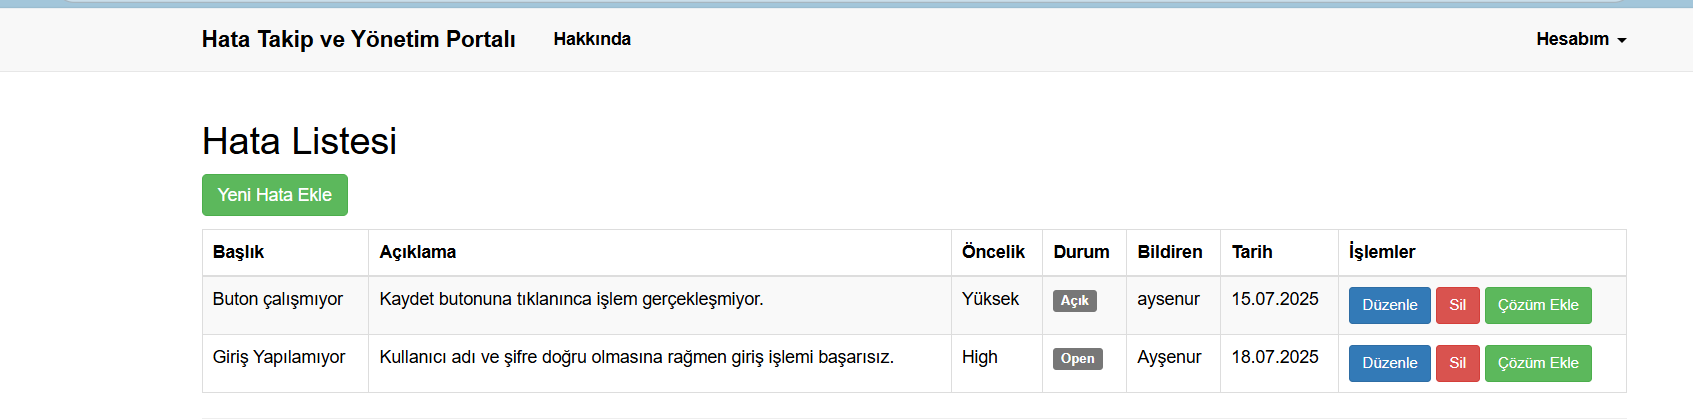 Hata Takip ve Yönetim Portalı Hakkında Hesabım
Hata Listesi
Yeni Hata Ekle
Başlık Açıklama Öncelik Durum Bildiren Tarih İşlemler
Buton çalışmıyor Kaydet butonuna tıklanınca işlem gerçekleşmiyor. Yüksek Açık aysenur 15.07.2025 Düzenle Sil Çözüm Ekle
Giriş Yapılamıyor Kullanıcı adı ve şifre doğru olmasına rağmen giriş işlemi başarısız. High Open Ayşenur 18.07.2025 Düzenle Sil Çözüm Ekle